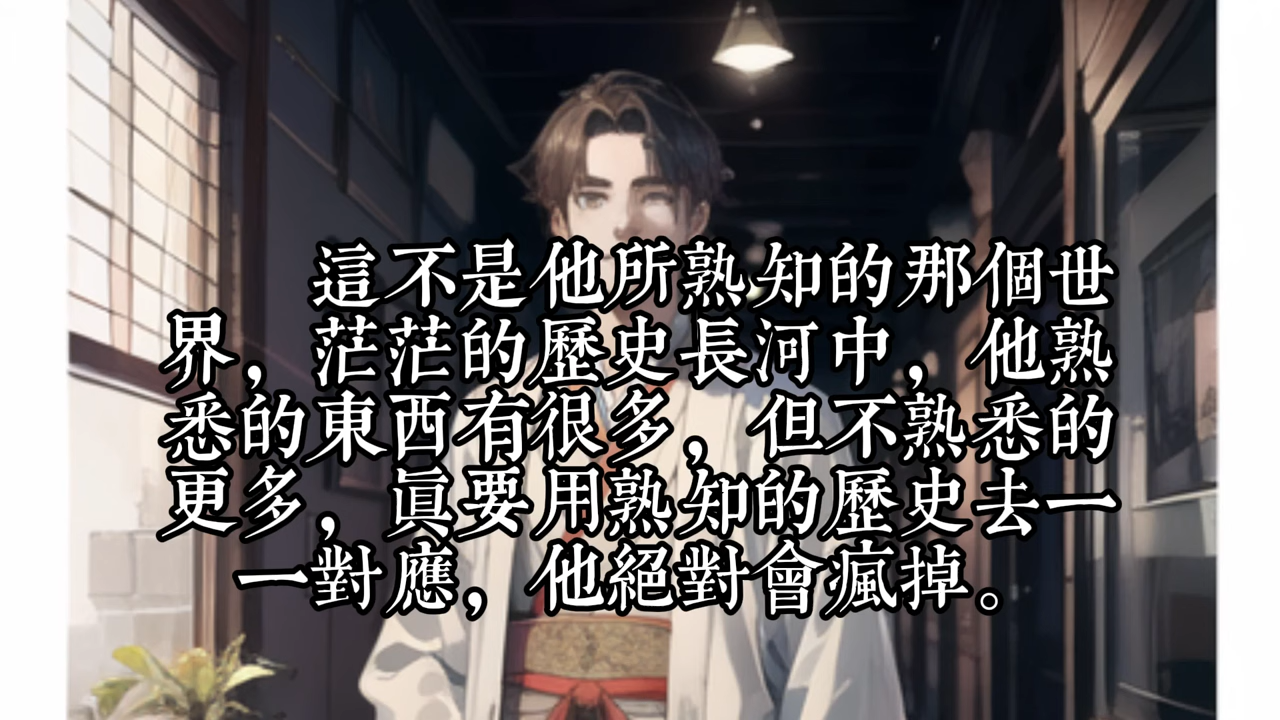 這不是他所熟知的那個世
界，茫茫的歷史長河中，他熟
悉的東西有很多，但不熟悉的
更多，眞要用熟知的歷史去一
一對應，他絕對會瘋掉。